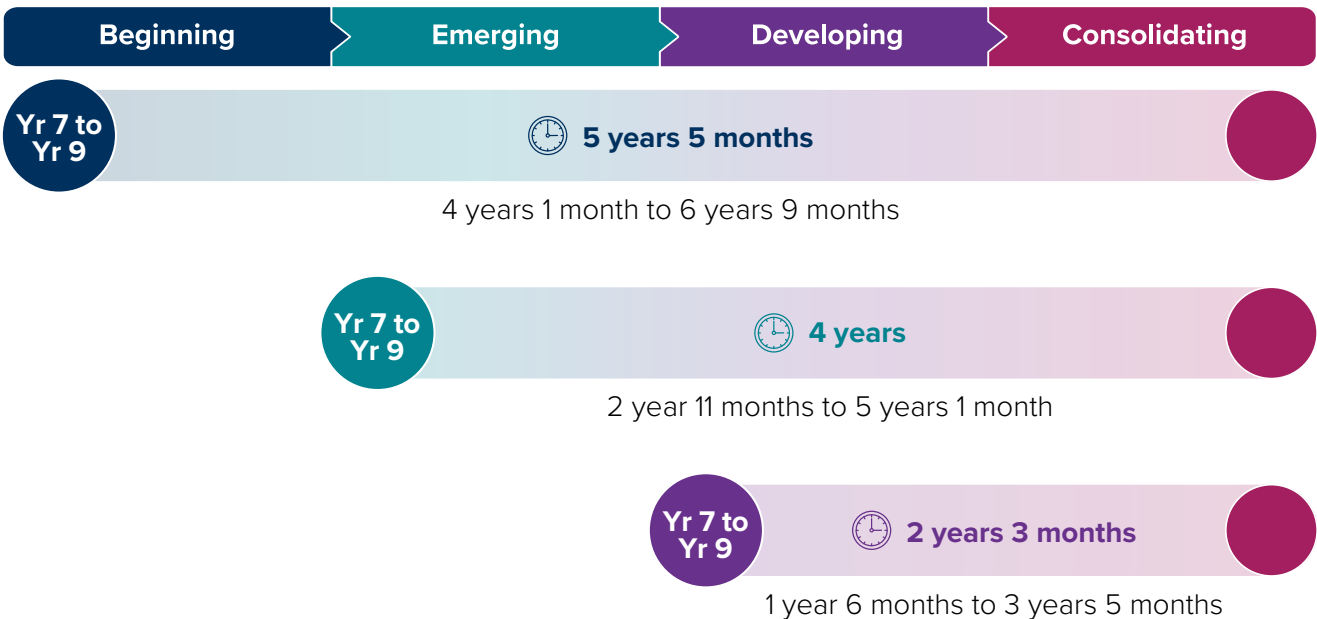 Beginning
Emerging
Developing
Consolidating
Yr 7 to
Yr 9
5 years 5 months
4 years 1 month to 6 years 9 months
Yr 7 to
Yr 9
4 years
2 year 11 months to 5 years 1 month
Yr 7 to
Yr 9
2 years 3 months
1 year 6 months to 3 years 5 months